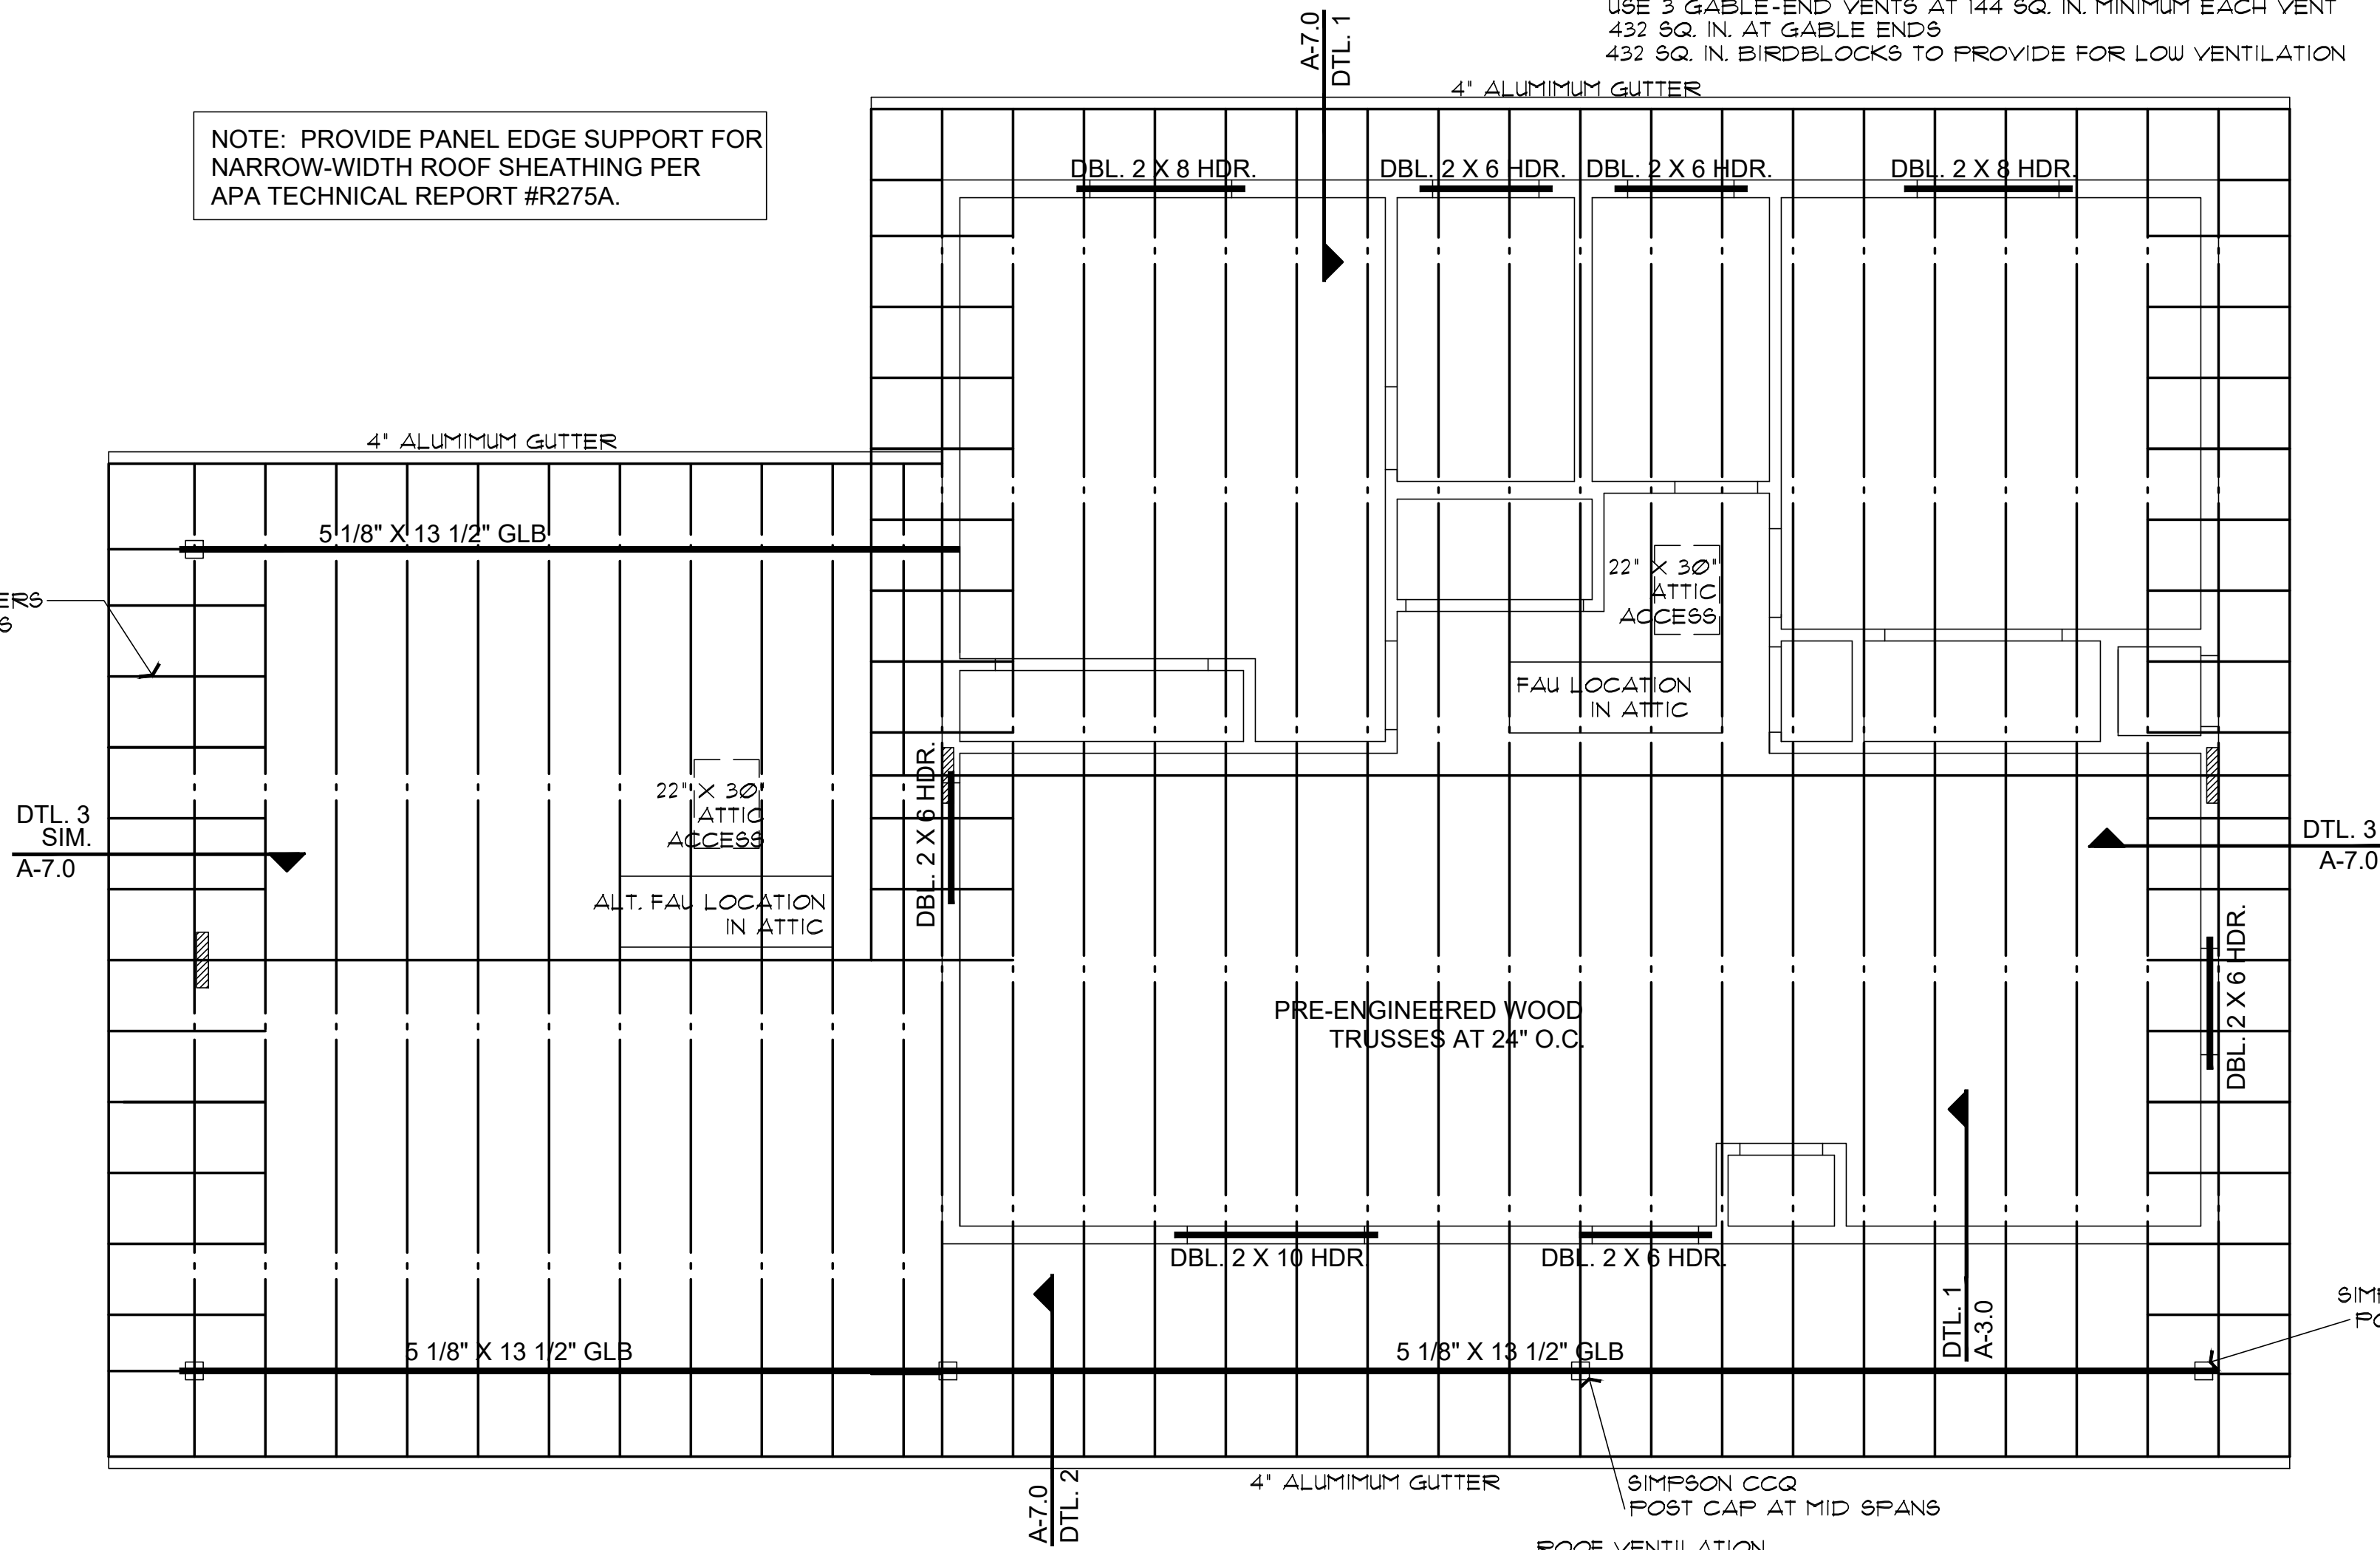 USE 3 GABLE-END VENTS AT 144 SQ. IN. MINIMUM EACH VENT
432 SQ. IN. AT GABLE ENDS
432 SQ. IN. BIRDBLOCKS TO PROVIDE FOR LOW VENTILATION
A-7.0
DTL. 1
4" ALUMIMUM GUTTER
NOTE: PROVIDE PANEL EDGE SUPPORT FOR
NARROW-WIDTH ROOF SHEATHING PER
APA TECHNICAL REPORT #R275A.
DBL. 2 X 8 HDR.
DBL. 2 X 6 HDR.
DBL. 2 X 6 HDR.
DBL. 2 X 8 HDR.
4" ALUMIMUM GUTTER
5 1/8" X 13 1/2" GLB
22" X 30"
ATTIC
ACCESS
ERS
S
FAU LOCATION
IN ATTIC
22" X 30"
ATTIC
ACCESS
DBL. 2 X 6 HDR.
DTL. 3
SIM.
A-7.0
DTL. 3
A-7.0
ALT. FAU LOCATION
IN ATTIC
DBL. 2 X 6 HDR.
PRE-ENGINEERED WOOD
TRUSSES AT 24" O.C.
DBL. 2 X 10 HDR.
DBL. 2 X 6 HDR.
DTL. 1
A-3.0
SIMP
PO
5 1/8" X 13 1/2" GLB
5 1/8" X 13 1/2" GLB
4" ALUMIMUM GUTTER
A-7.0
DTL. 2
SIMPSON CCQ
POST CAP AT MID SPANS
ROOF VENTILATION